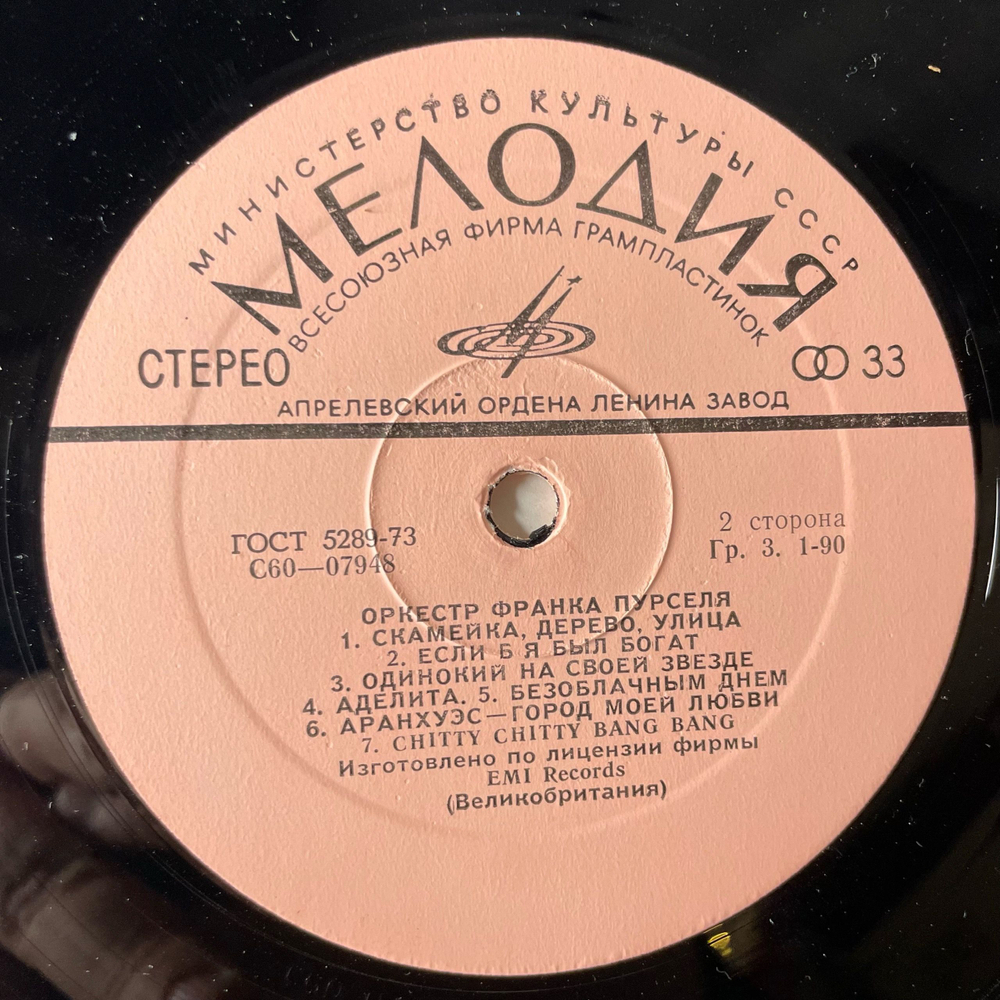 МИНИСТЕРСТВО КУЛЬТУРЫ СССР
МЕЛОДИЯ
ВСЕСОЮЗНАЯ ФИРМА ГРАМПЛАСТИНОК
СТЕРЕО
33
АПРЕЛЕВСКИЙ ОРДЕНА ЛЕНИНА ЗАВОД
ГОСТ 5289-73
С60—07948
2 сторона
Гр. 3. 1-90
ОРКЕСТР ФРАНКА ПУРСЕЛЯ
1. СКАМЕЙКА, ДЕРЕВО, УЛИЦА
2. ЕСЛИ Б Я БЫЛ БОГАТ
3. ОДИНОКИЙ НА СВОЕЙ ЗВЕЗДЕ
4. АДЕЛИТА. 5. БЕЗОБЛАЧНЫМ ДНЕМ
6. АРАНХУЭС—ГОРОД МОЕЙ ЛЮБВИ
7. CHITTY CHITTY BANG BANG
Изготовлено по лицензии фирмы
EMI Records
(Великобритания)